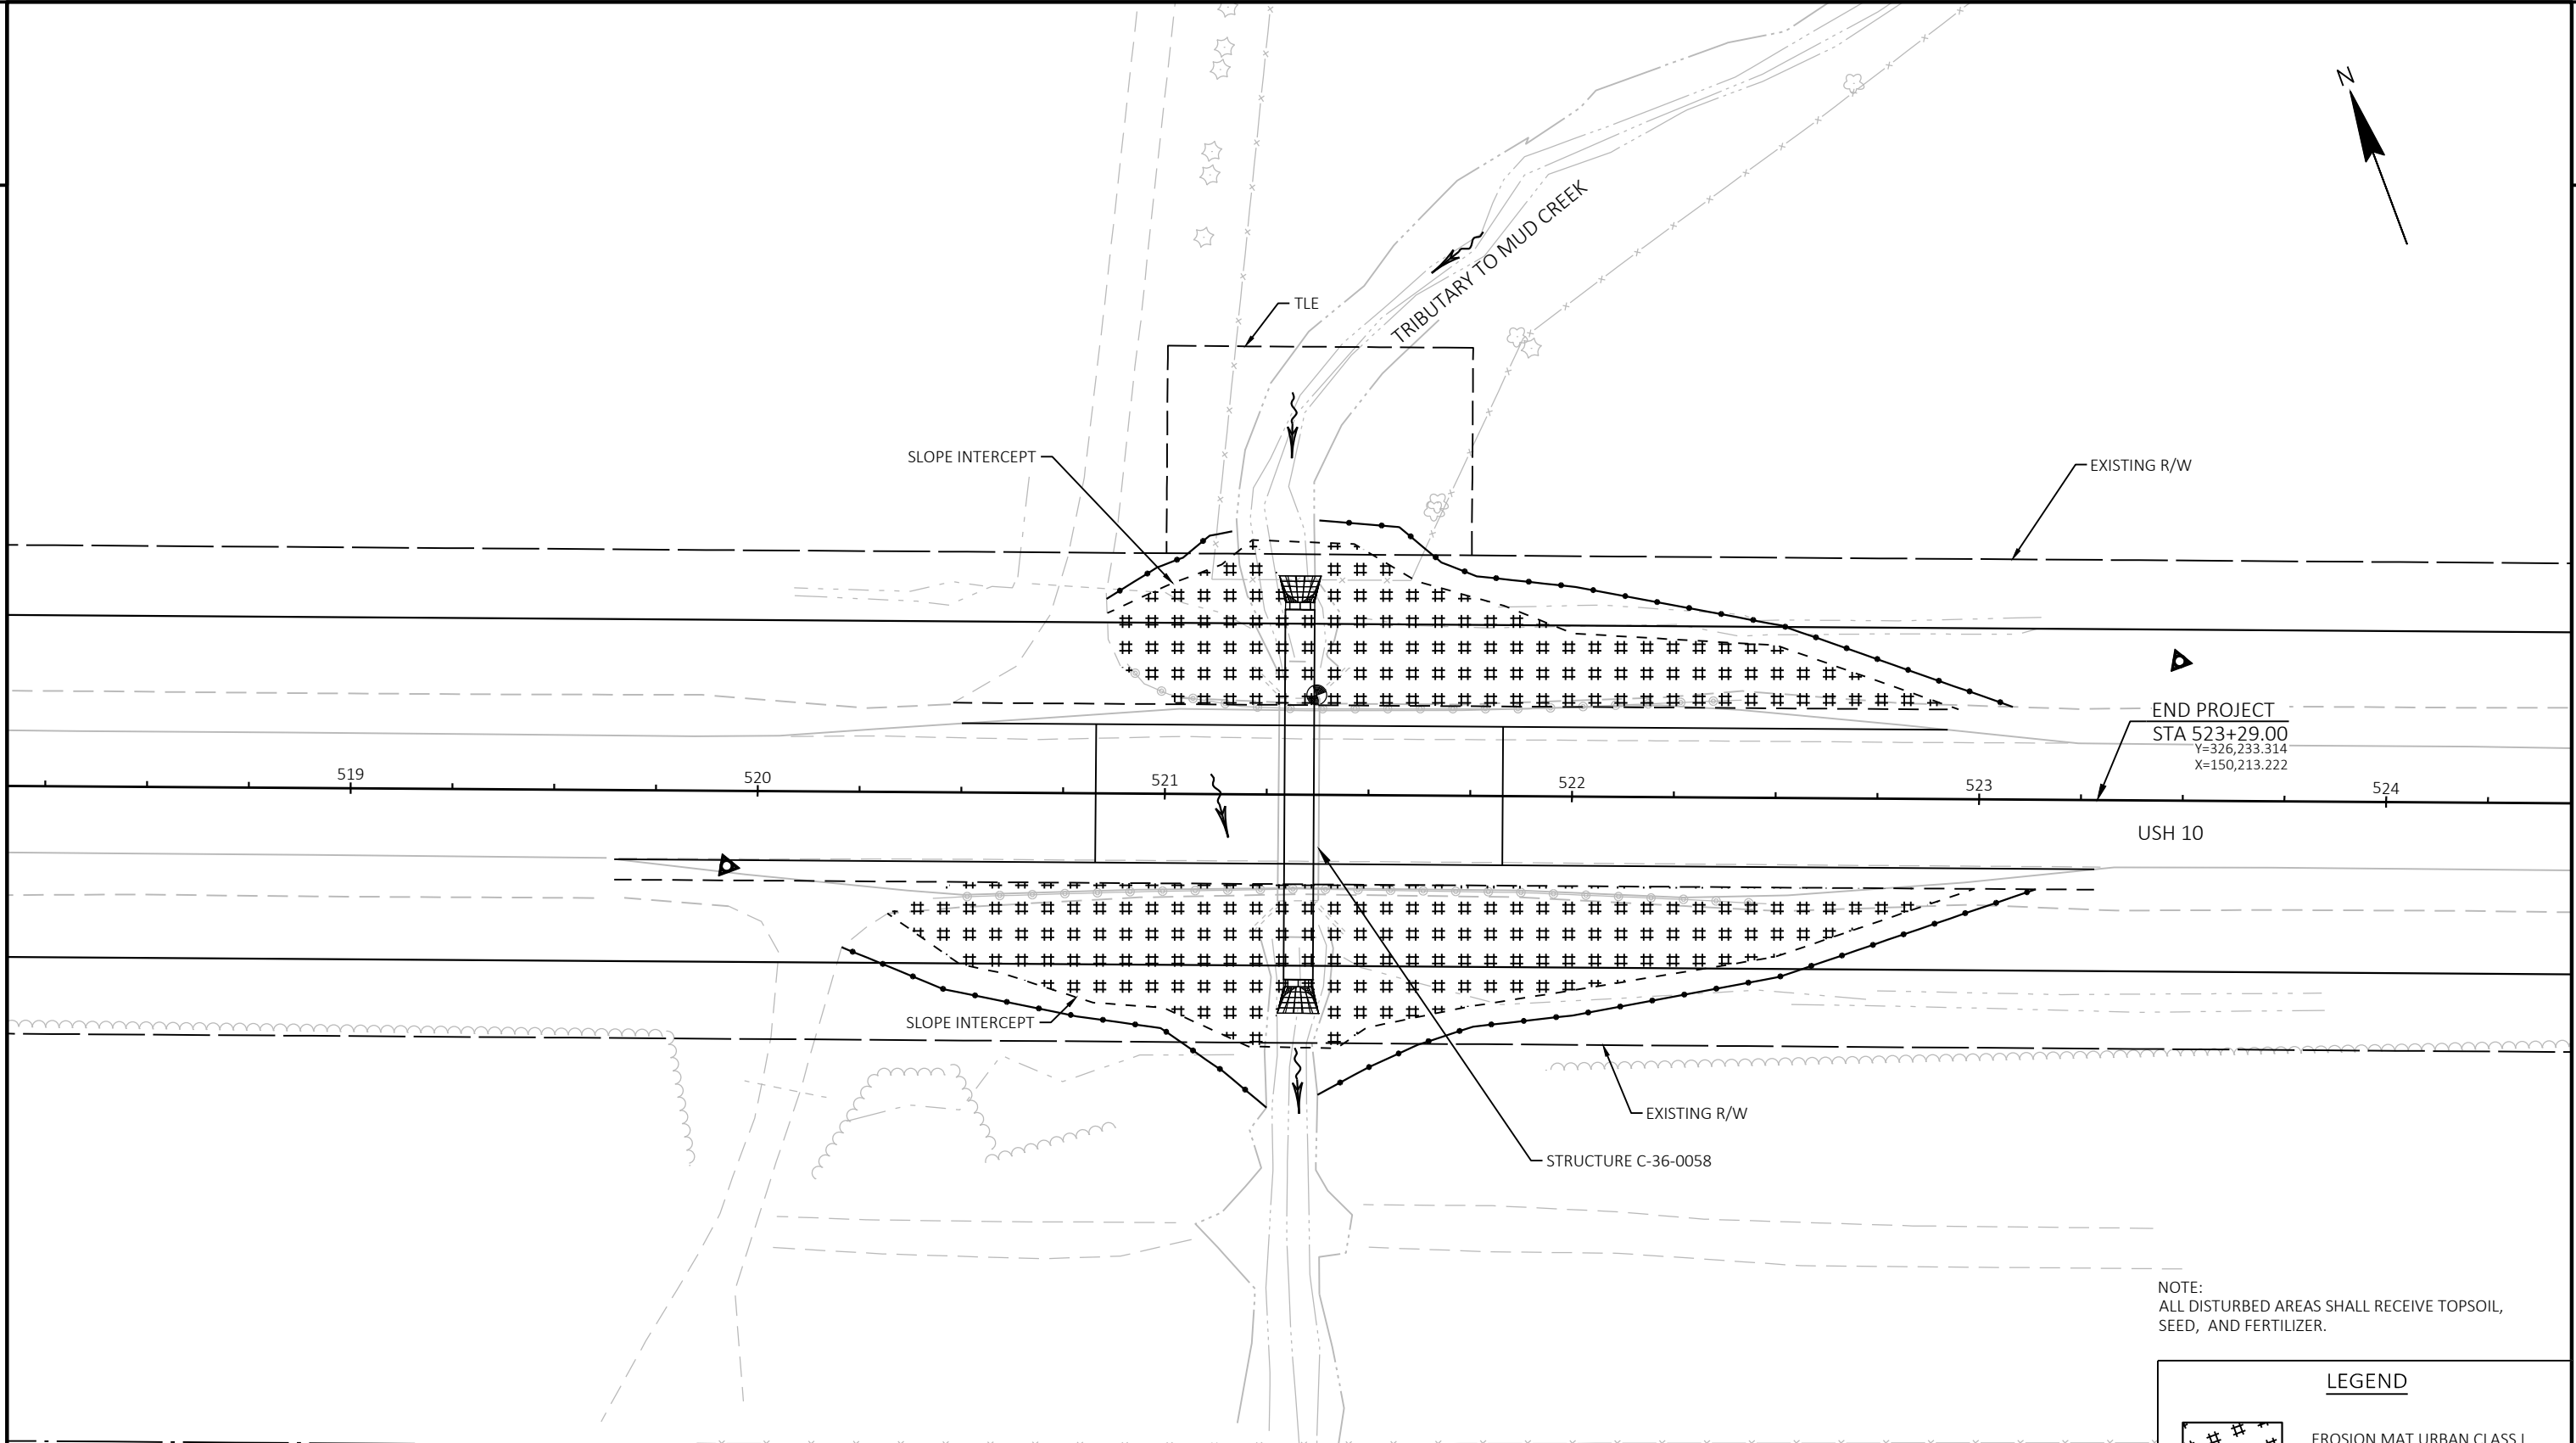 N
TRIBUTARY TO MUD CREEK
TLE
SLOPE INTERCEPT
EXISTING R/W
END PROJECT
STA 523+29.00
Y=326,233.314
X=150,213.222
519
520
521
522
523
524
USH 10
SLOPE INTERCEPT
EXISTING R/W
STRUCTURE C-36-0058
NOTE:
ALL DISTURBED AREAS SHALL RECEIVE TOPSOIL,
SEED, AND FERTILIZER.
LEGEND
EROSION MAT URBAN CLASS I